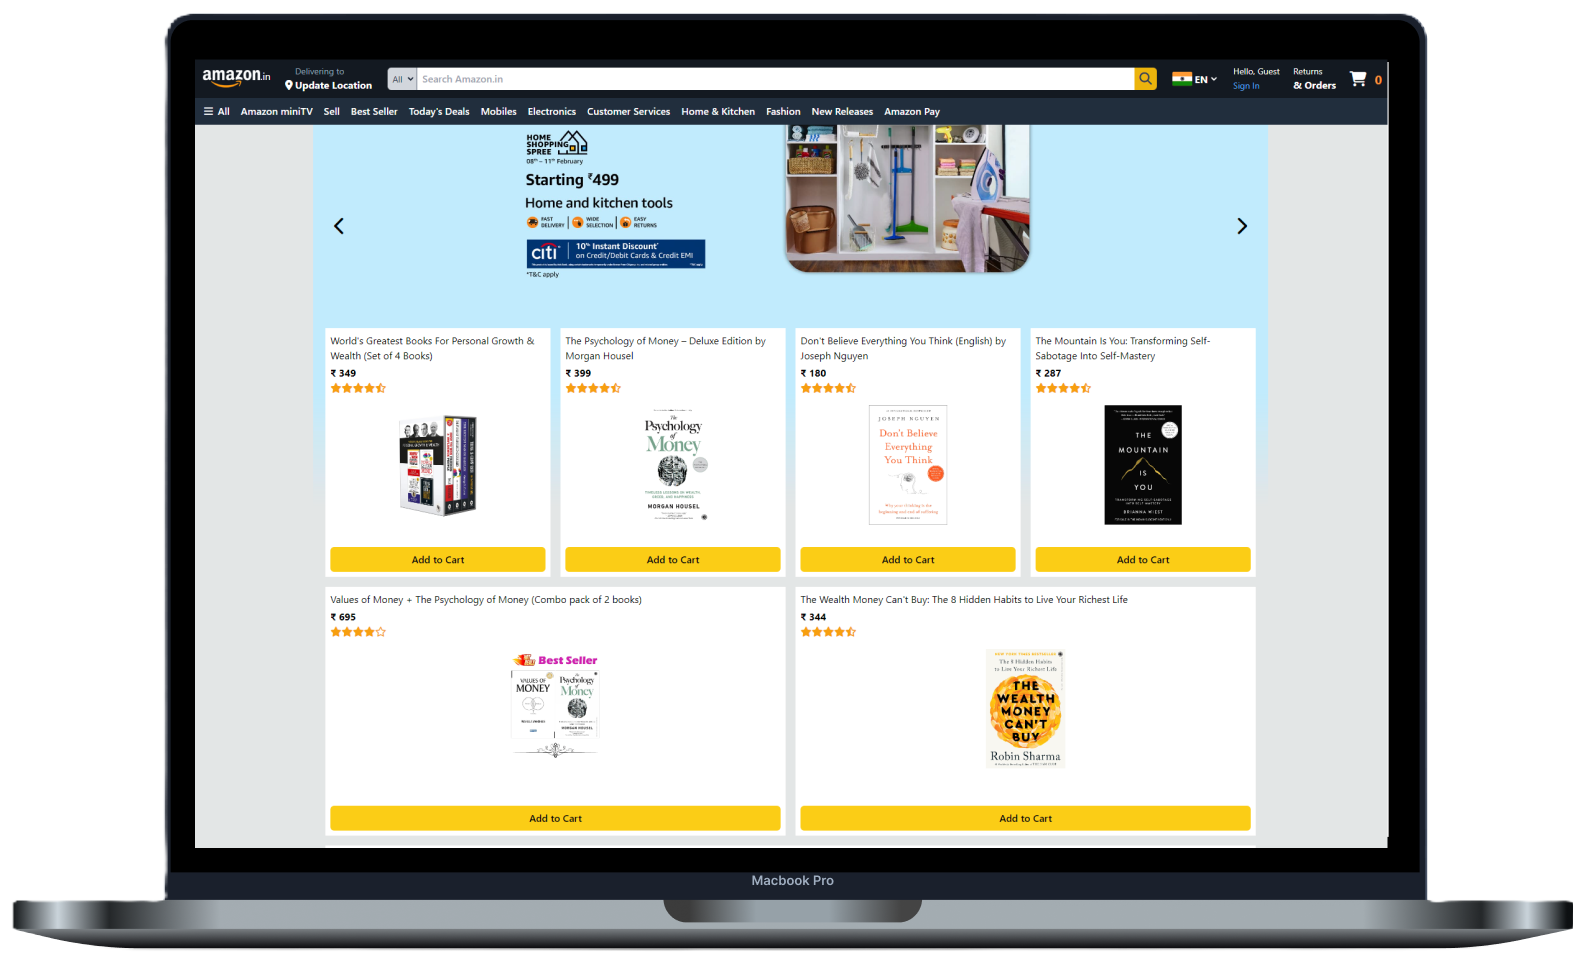 amazon.in
Delivering to
Update Location
All
Search Amazon.in
EN
Hello, Guest
Sign In
Returns
& Orders
0
All
Amazon miniTV
Sell
Best Seller
Today's Deals
Mobiles
Electronics
Customer Services
Home & Kitchen
Fashion
New Releases
Amazon Pay
HOME
SHOPPING
SPREE
08th – 11th February
Starting ₹499
Home and kitchen tools
FAST
DELIVERY
WIDE
SELECTION
EASY
RETURNS
citi
10% Instant Discount*
on Credit/Debit Cards & Credit EMI
*T&C apply
World's Greatest Books For Personal Growth &
Wealth (Set of 4 Books)
₹ 349
Add to Cart
The Psychology of Money – Deluxe Edition by
Morgan Housel
₹ 399
The
Psychology
of
Money
MORGAN HOUSEL
Add to Cart
Don't Believe Everything You Think (English) by
Joseph Nguyen
₹ 180
JOSEPH NGUYEN
Don't Believe
Everything
You Think
Add to Cart
The Mountain Is You: Transforming Self-
Sabotage Into Self-Mastery
₹ 287
THE
MOUNTAIN
IS
YOU
TRANSFORMING SELF-SABOTAGE
INTO SELF-MASTERY
BRIANNA WIEST
Add to Cart
Values of Money + The Psychology of Money (Combo pack of 2 books)
₹ 695
Best Seller
VALUES OF
MONEY
The
Psychology
of
Money
MORGAN HOUSEL
Add to Cart
The Wealth Money Can't Buy: The 8 Hidden Habits to Live Your Richest Life
₹ 344
The 8 Hidden Habits
to Live Your Richest Life
THE
WEALTH
MONEY
CAN'T
BUY
Robin Sharma
Add to Cart
Macbook Pro